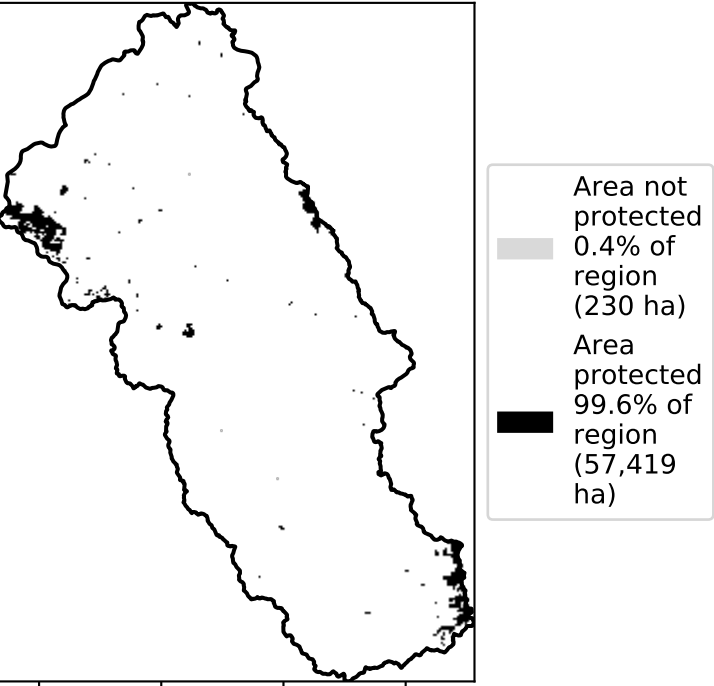 Area not
protected
0.4% of
region
(230 ha)
Area
protected
99.6% of
region
(57,419
ha)